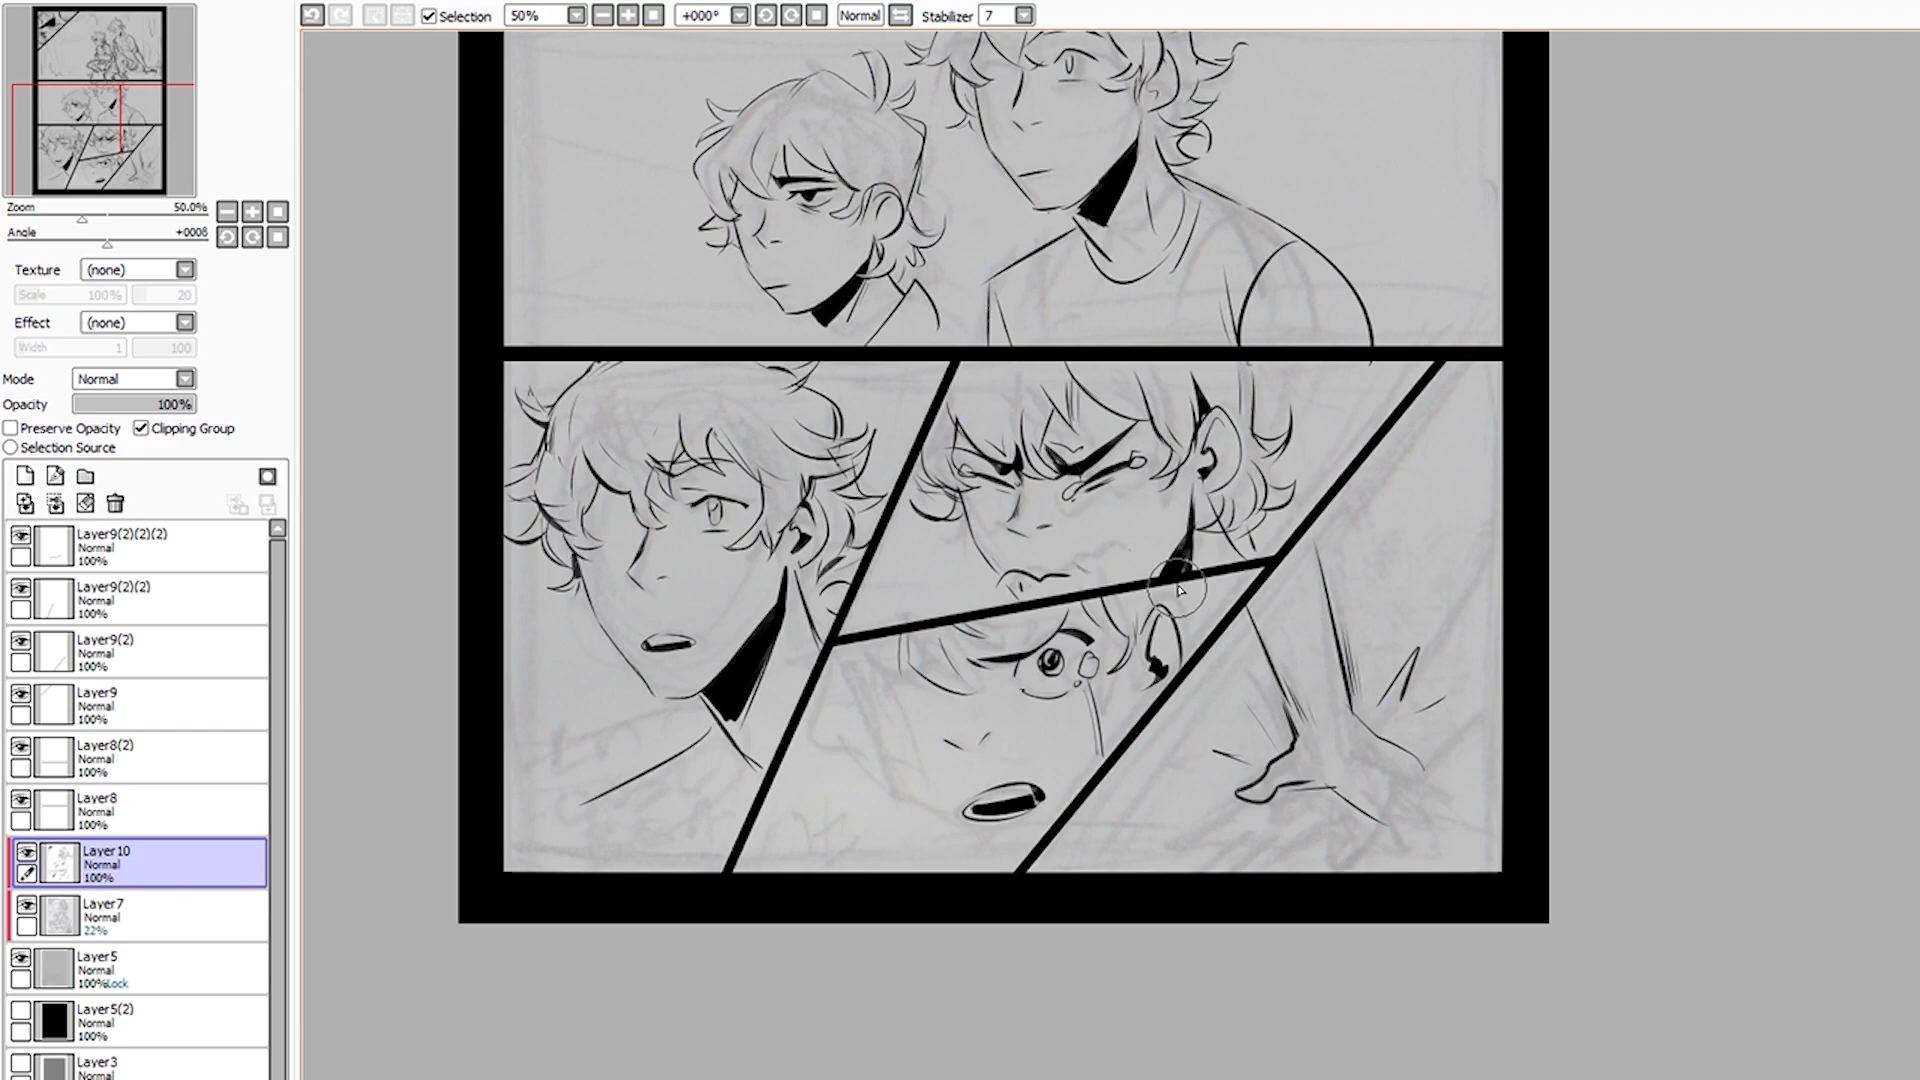 Selection 50% +000° Normal Stabilizer 7
Zoom 50.0%
Angle +000ß
Texture (none)
Scale 100% 20
Effect (none)
Width 1 100
Mode Normal
Opacity 100%
Preserve Opacity Clipping Group
Selection Source
Layer9(2)(2)(2)
Normal
100%
Layer9(2)(2)
Normal
100%
Layer9(2)
Normal
100%
Layer9
Normal
100%
Layer8(2)
Normal
100%
Layer8
Normal
100%
Layer10
Normal
100%
Layer7
Normal
22%
Layer5
Normal
100%Lock
Layer5(2)
Normal
100%
Layer3
Normal